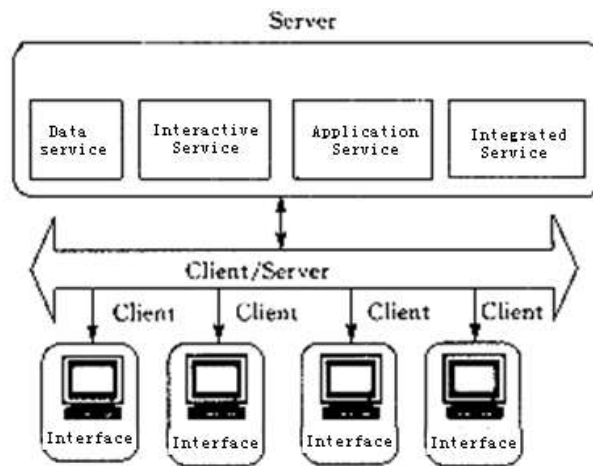 Server
Data
service
Interactive
Service
Application
Service
Integrated
Service
Client/Server
Client
Client
Client
Client
Interface
Interface
Interface
Interface